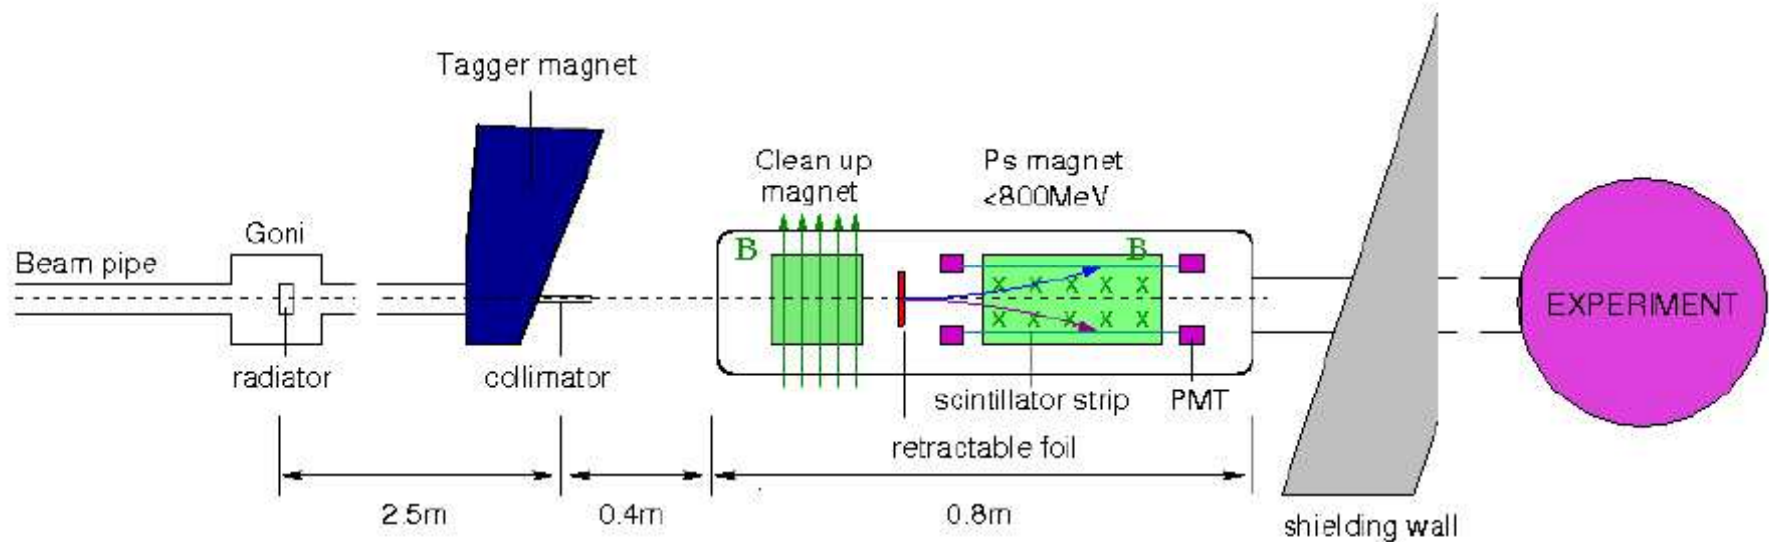 Tagger magnet
Clean up
magnet
Ps magnet
<800MeV
Goni
B
B
Beam pipe
x x x x x
EXPERIMENT
x x x x x
radiator
collimator
scintillator strip
PMT
retractable foil
2.5m
0.4m
0.8m
shielding wall